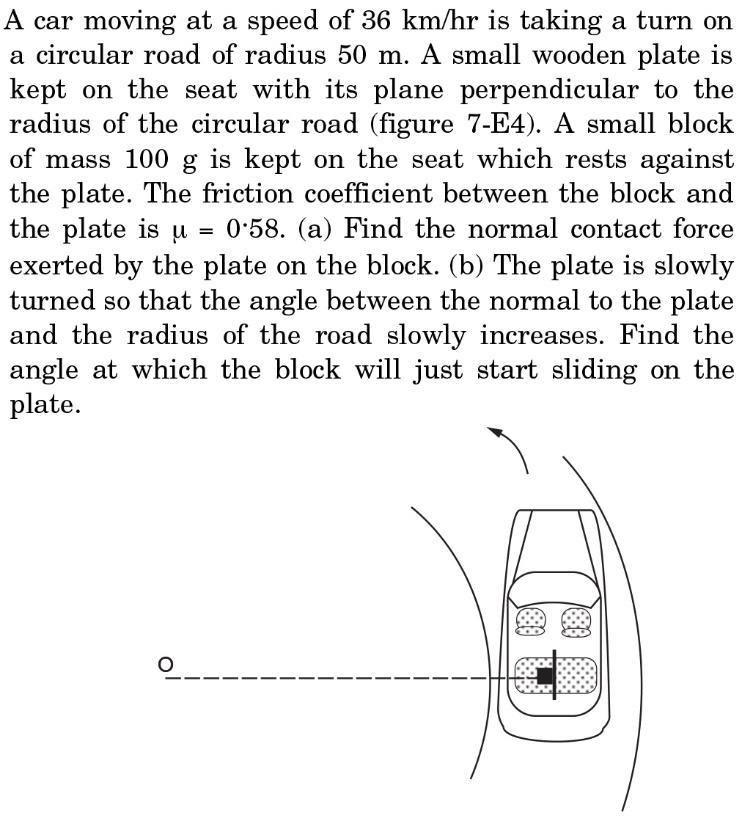 A car moving at a speed of 36 km/hr is taking a turn on
a circular road of radius 50 m. A small wooden plate is
kept on the seat with its plane perpendicular to the
radius of the circular road (figure 7-E4). A small block
of mass 100 g is kept on the seat which rests against
the plate. The friction coefficient between the block and
the plate is μ = 0·58. (a) Find the normal contact force
exerted by the plate on the block. (b) The plate is slowly
turned so that the angle between the normal to the plate
and the radius of the road slowly increases. Find the
angle at which the block will just start sliding on the
plate.
O